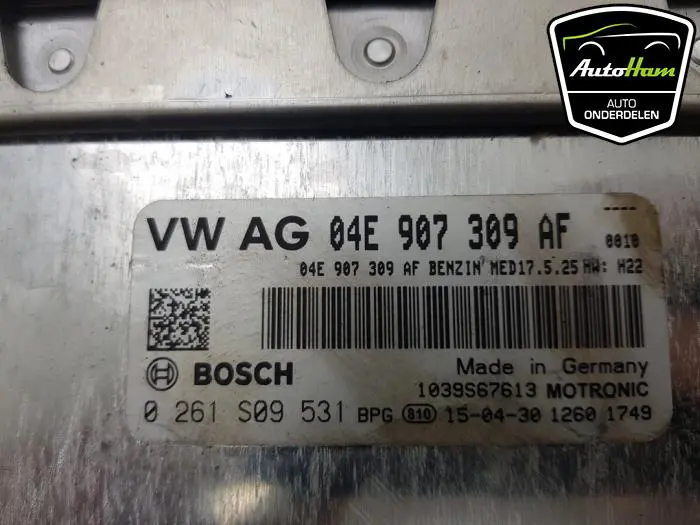 AutoHam
AUTO
ONDERDELEN
----
VW AG 04E 907 309 AF 0010
04E 907 309 AF BENZIN MED17.5.25 HW: H22
BOSCH
Made in Germany
1039S67613 MOTRONIC
0 261 S09 531 BPG 810 15-04-30 1260 1749